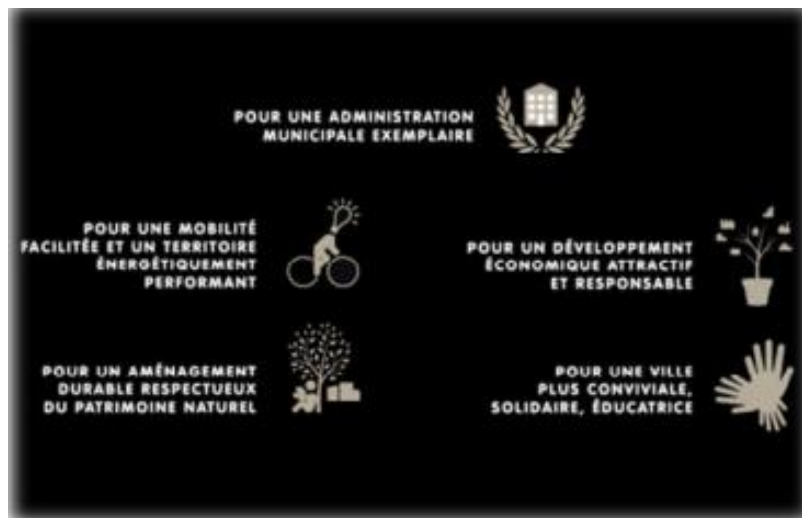 POUR UNE ADMINISTRATION
MUNICIPALE EXEMPLAIRE
POUR UNE MOBILITÉ
FACILITÉE ET UN TERRITOIRE
ÉNERGÉTIQUEMENT
PERFORMANT
POUR UN DÉVELOPPEMENT
ÉCONOMIQUE ATTRACTIF
ET RESPONSABLE
POUR UN AMÉNAGEMENT
DURABLE RESPECTUEUX
DU PATRIMOINE NATUREL
POUR UNE VILLE
PLUS CONVIVIALE,
SOLIDAIRE, ÉDUCATRICE